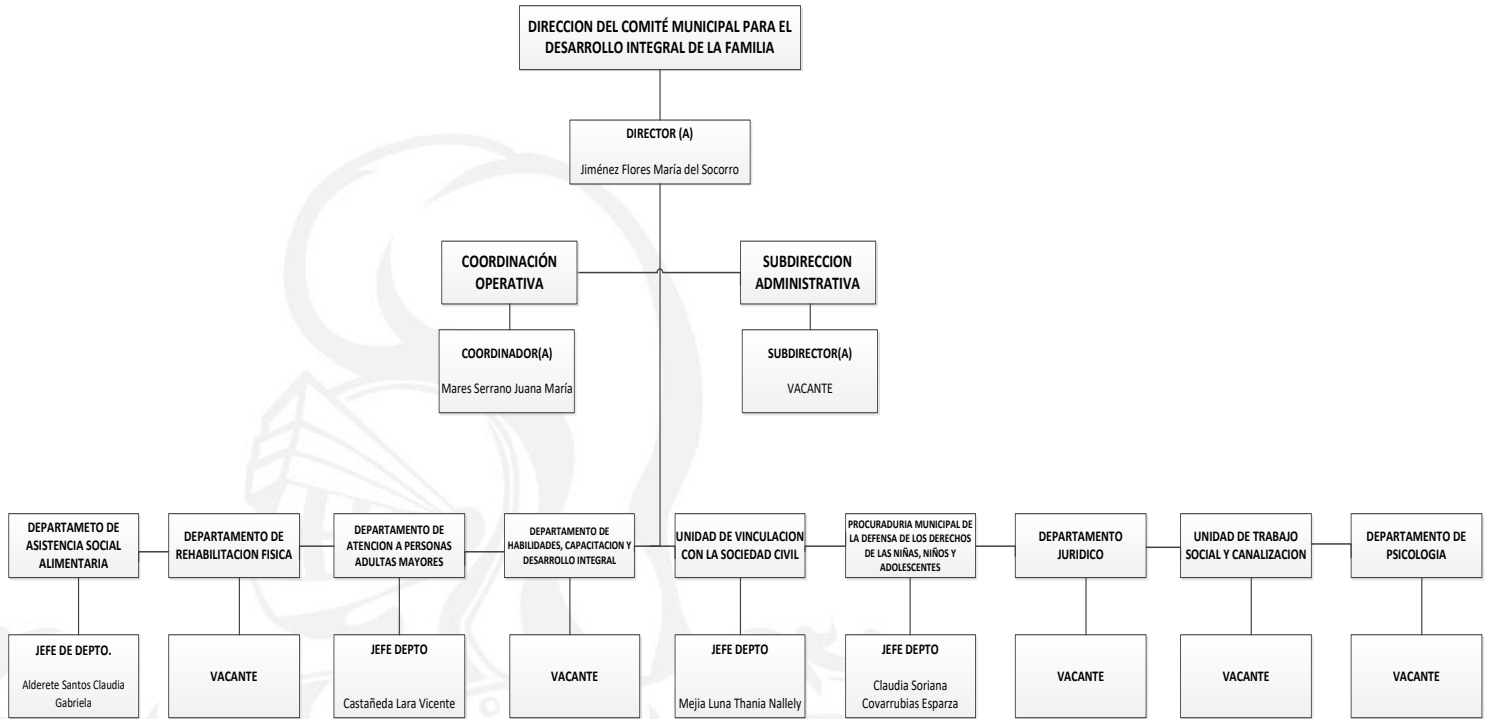 DIRECCION DEL COMITÉ MUNICIPAL PARA EL
DESARROLLO INTEGRAL DE LA FAMILIA
DIRECTOR (A)
Jiménez Flores María del Socorro
COORDINACIÓN
OPERATIVA
SUBDIRECCION
ADMINISTRATIVA
COORDINADOR(A)
Mares Serrano Juana María
SUBDIRECTOR(A)
VACANTE
DEPARTAMETO DE
ASISTENCIA SOCIAL
ALIMENTARIA
DEPARTAMENTO DE
REHABILITACION FISICA
DEPARTAMENTO DE
ATENCION A PERSONAS
ADULTAS MAYORES
DEPARTAMENTO DE
HABILIDADES, CAPACITACION Y
DESARROLLO INTEGRAL
UNIDAD DE VINCULACION
CON LA SOCIEDAD CIVIL
PROCURADURIA MUNICIPAL DE
LA DEFENSA DE LOS DERECHOS
DE LAS NIÑAS, NIÑOS Y
ADOLESCENTES
DEPARTAMENTO
JURIDICO
UNIDAD DE TRABAJO
SOCIAL Y CANALIZACION
DEPARTAMENTO DE
PSICOLOGIA
JEFE DE DEPTO.
Alderete Santos Claudia
Gabriela
VACANTE
JEFE DEPTO
Castañeda Lara Vicente
VACANTE
JEFE DEPTO
Mejia Luna Thania Nallely
JEFE DEPTO
Claudia Soriana
Covarrubias Esparza
VACANTE
VACANTE
VACANTE